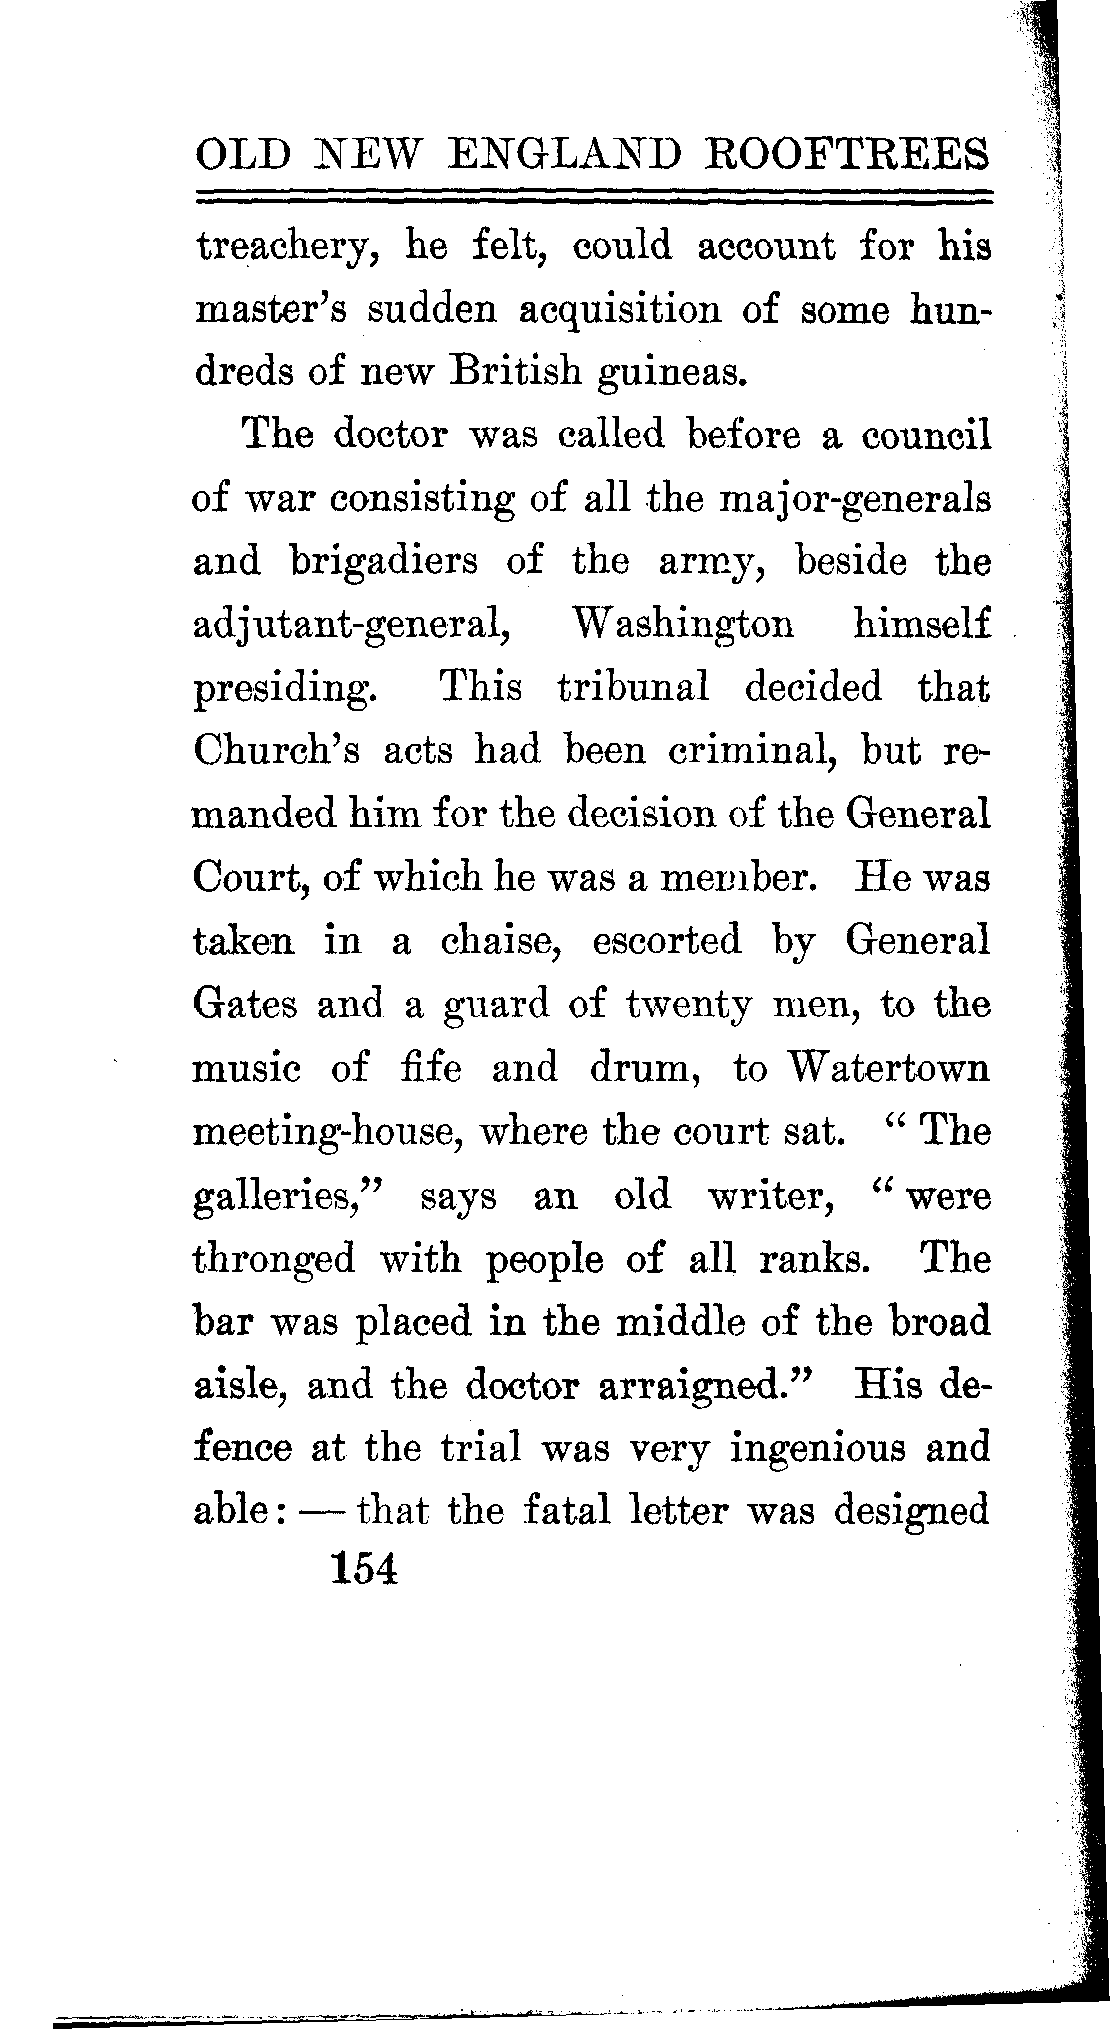 OLD NEW ENGLAND ROOFTREES
treachery, he felt, could account for his
master's sudden acquisition of some hun-
dreds of new British guineas.
The doctor was called before a council
of war consisting of all the major-generals
and brigadiers of the army, beside the
adjutant-general, Washington himself
presiding. This tribunal decided that
Church's acts had been criminal, but re-
manded him for the decision of the General
Court, of which he was a member. He was
taken in a chaise, escorted by General
Gates and a guard of twenty men, to the
music of fife and drum, to Watertown
meeting-house, where the court sat. “ The
galleries,” says an old writer, “ were
thronged with people of all ranks. The
bar was placed in the middle of the broad
aisle, and the doctor arraigned.” His de-
fence at the trial was very ingenious and
able: — that the fatal letter was designed
154